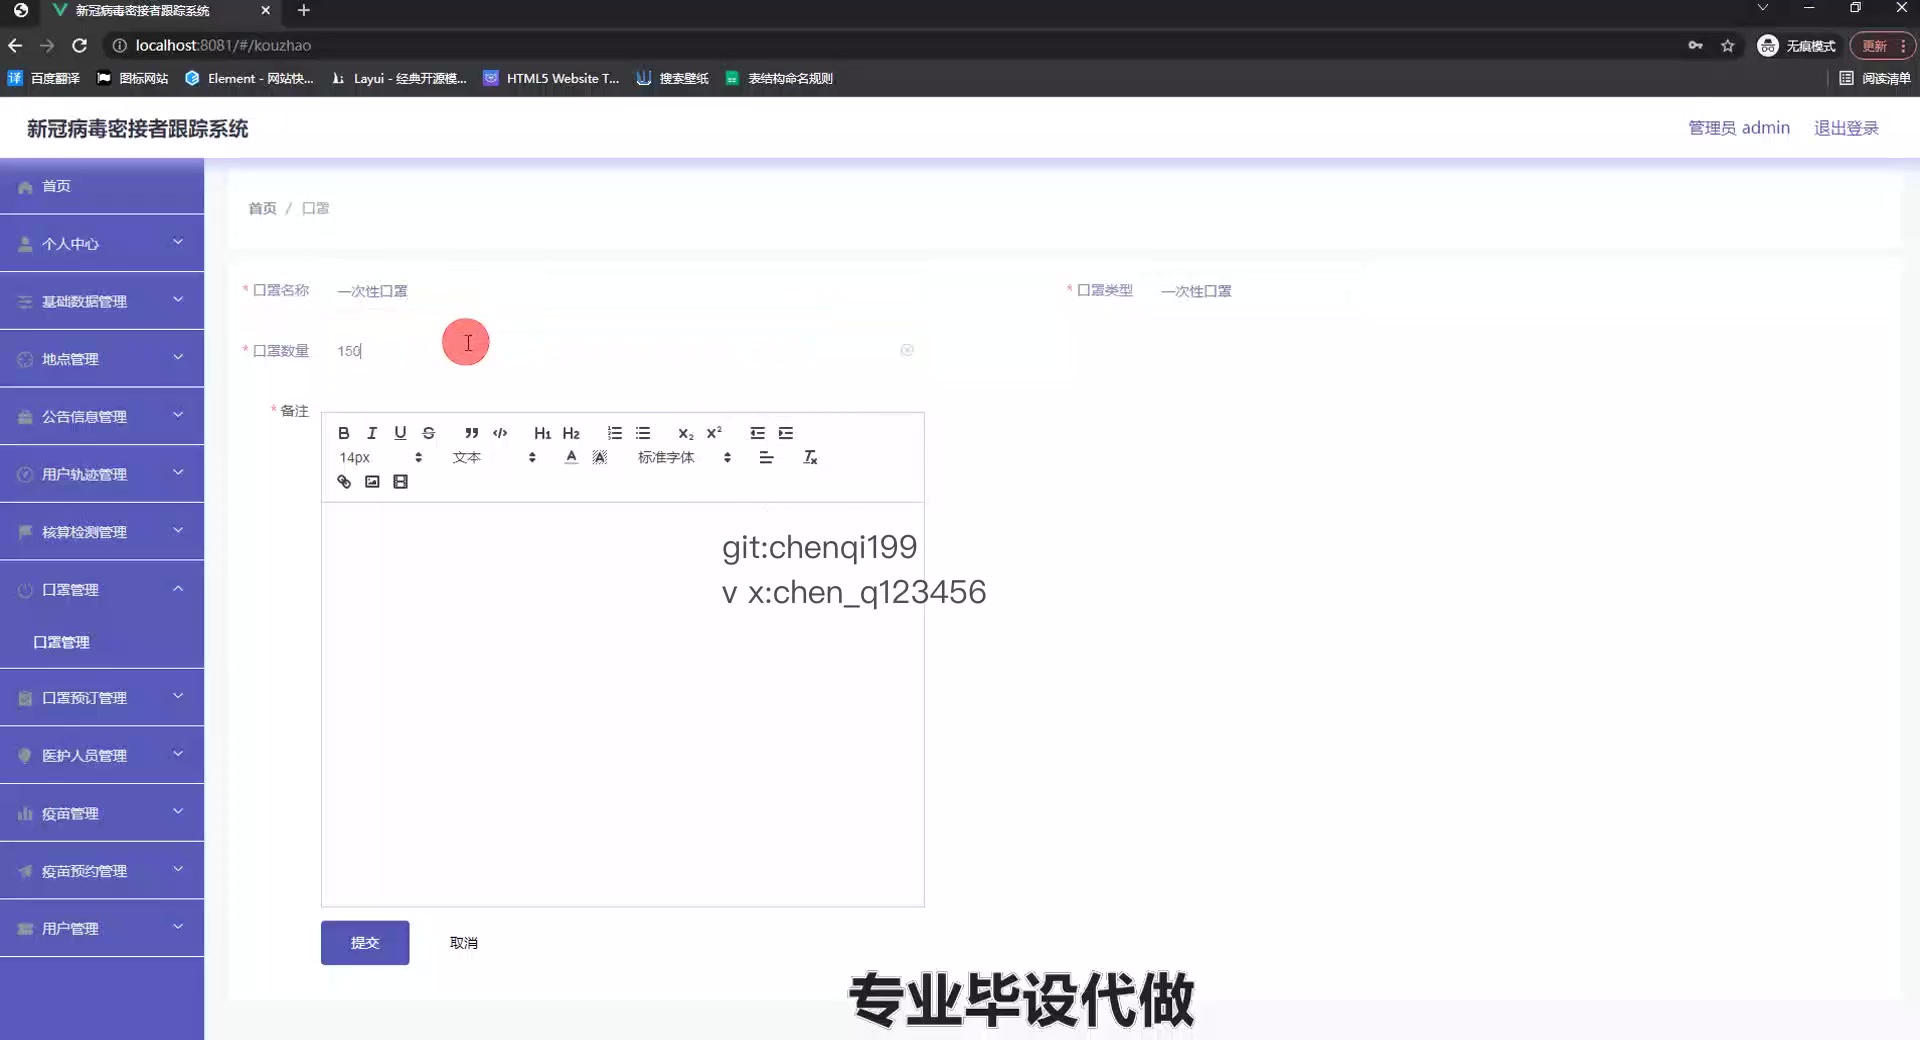 新冠病毒密接者跟踪系统
localhost:8081/#/kouzhao
无痕模式
更新
百度翻译
图标网站
Element - 网站快...
Layui - 经典开源模...
HTML5 Website T...
搜索壁纸
表结构命名规则
阅读清单
新冠病毒密接者跟踪系统
管理员 admin
退出登录
首页
个人中心
基础数据管理
地点管理
公告信息管理
用户轨迹管理
核算检测管理
口罩管理
口罩管理
口罩预订管理
医护人员管理
疫苗管理
疫苗预约管理
用户管理
首页 / 口罩
* 口罩名称 一次性口罩
* 口罩类型 一次性口罩
* 口罩数量 150
* 备注
14px 文本 标准字体
git:chenqi199
v x:chen_q123456
提交 取消
专业毕设代做